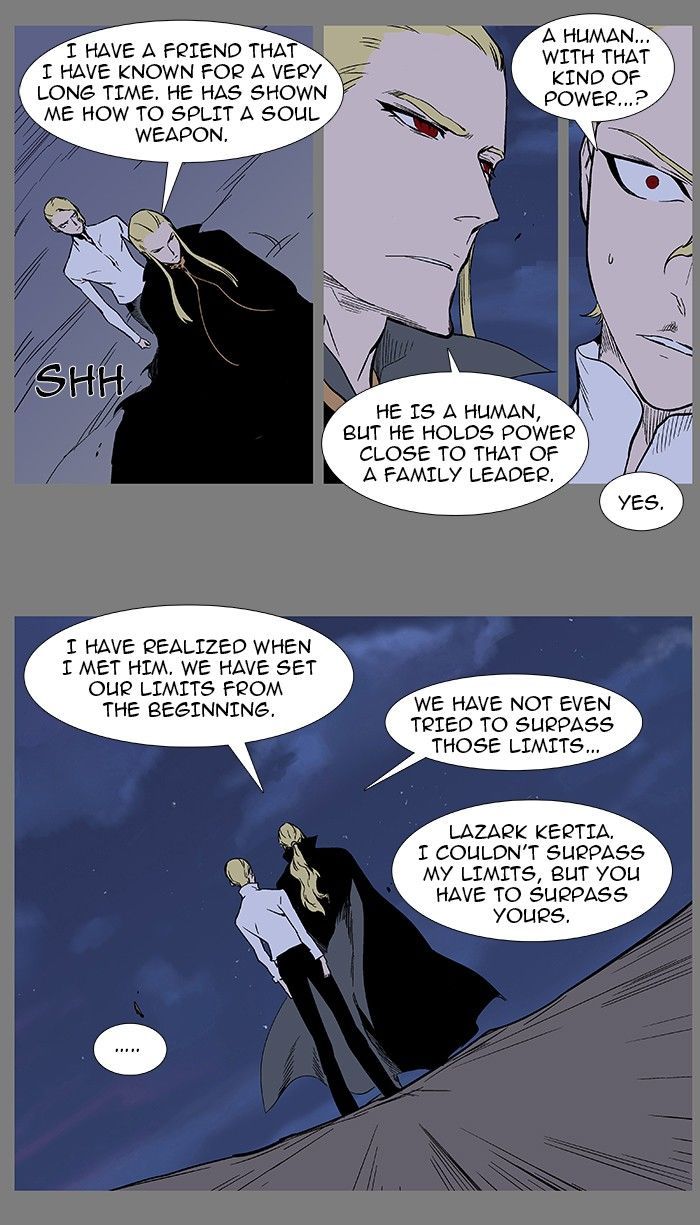 I HAVE A FRIEND THAT
I HAVE KNOWN FOR A VERY
LONG TIME. HE HAS SHOWN
ME HOW TO SPLIT A SOUL
WEAPON.
SHH
HE IS A HUMAN,
BUT HE HOLDS POWER
CLOSE TO THAT OF
A FAMILY LEADER.
A HUMAN...
WITH THAT
KIND OF
POWER...?
YES.
I HAVE REALIZED WHEN
I MET HIM. WE HAVE SET
OUR LIMITS FROM
THE BEGINNING.
WE HAVE NOT EVEN
TRIED TO SURPASS
THOSE LIMITS...
LAZARK KERTIA.
I COULDN'T SURPASS
MY LIMITS, BUT YOU
HAVE TO SURPASS
YOURS.
.....